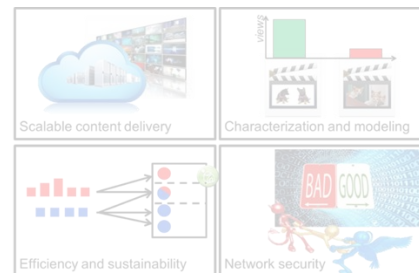 views
Scalable content delivery
Characterization and modeling
BAD
GOOD
Efficiency and sustainability
Network security